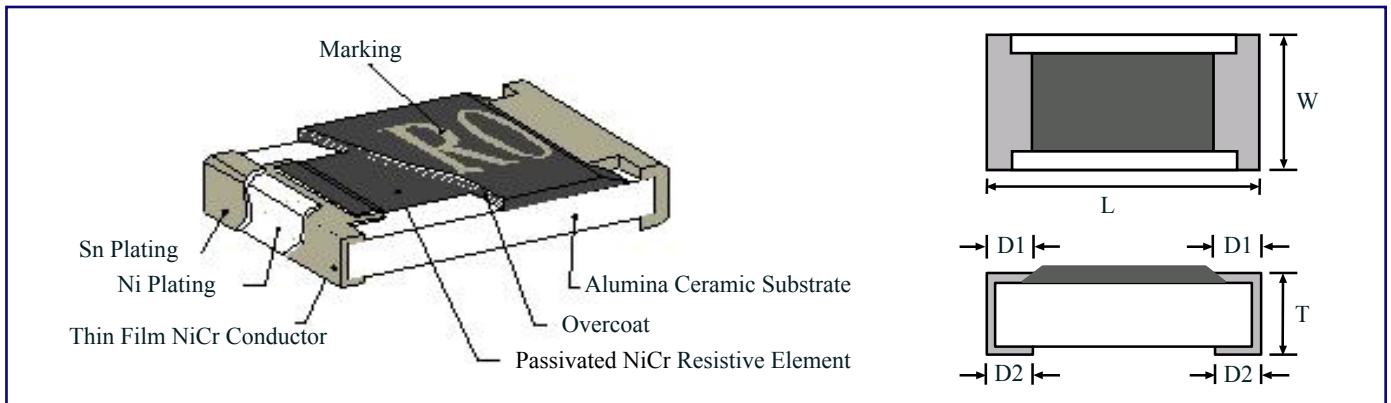 Marking
RO
Sn Plating
Ni Plating
Thin Film NiCr Conductor
Alumina Ceramic Substrate
Overcoat
Passivated NiCr Resistive Element
W
L
D1
D1
T
D2
D2